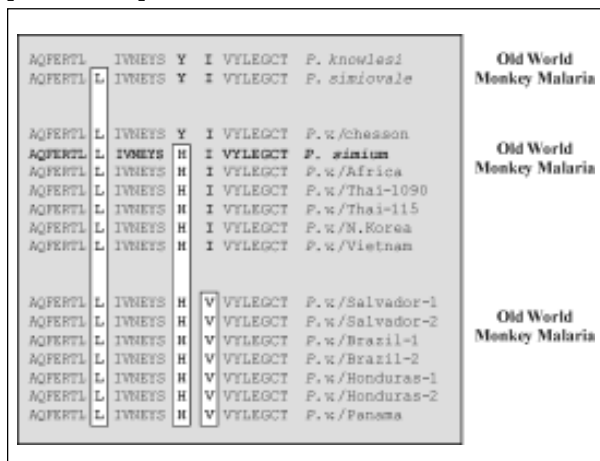 AQFERTL IVNEYS Y I VYLEGCT P. knowlesi
AQFERTL L IVNEYS Y I VYLEGCT P. simiovale
Old World
Monkey Malaria
AQFERTL L IVNEYS Y I VYLEGCT P.v/chesson
AQFERTL L IVNEYS H I VYLEGCT P. simium
AQFERTL L IVNEYS H I VYLEGCT P.v/Africa
AQFERTL L IVNEYS H I VYLEGCT P.v/Thai-1090
AQFERTL L IVNEYS H I VYLEGCT P.v/Thai-115
AQFERTL L IVNEYS H I VYLEGCT P.v/N.Korea
AQFERTL L IVNEYS H I VYLEGCT P.v/Vietnam
Old World
Monkey Malaria
AQFERTL L IVNEYS H V VYLEGCT P.v/Salvador-1
AQFERTL L IVNEYS H V VYLEGCT P.v/Salvador-2
AQFERTL L IVNEYS H V VYLEGCT P.v/Brazil-1
AQFERTL L IVNEYS H V VYLEGCT P.v/Brazil-2
AQFERTL L IVNEYS H V VYLEGCT P.v/Honduras-1
AQFERTL L IVNEYS H V VYLEGCT P.v/Honduras-2
AQFERTL L IVNEYS H V VYLEGCT P.v/Panama
Old World
Monkey Malaria